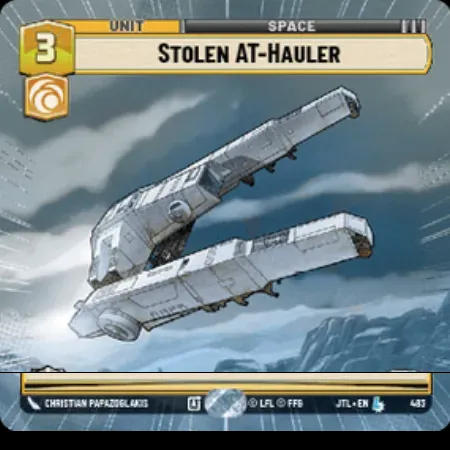 UNIT SPACE
3 STOLEN AT-HAULER
CHRISTIAN PAPAZOGLAKIS A © LFL © FFG JTL • EN 483